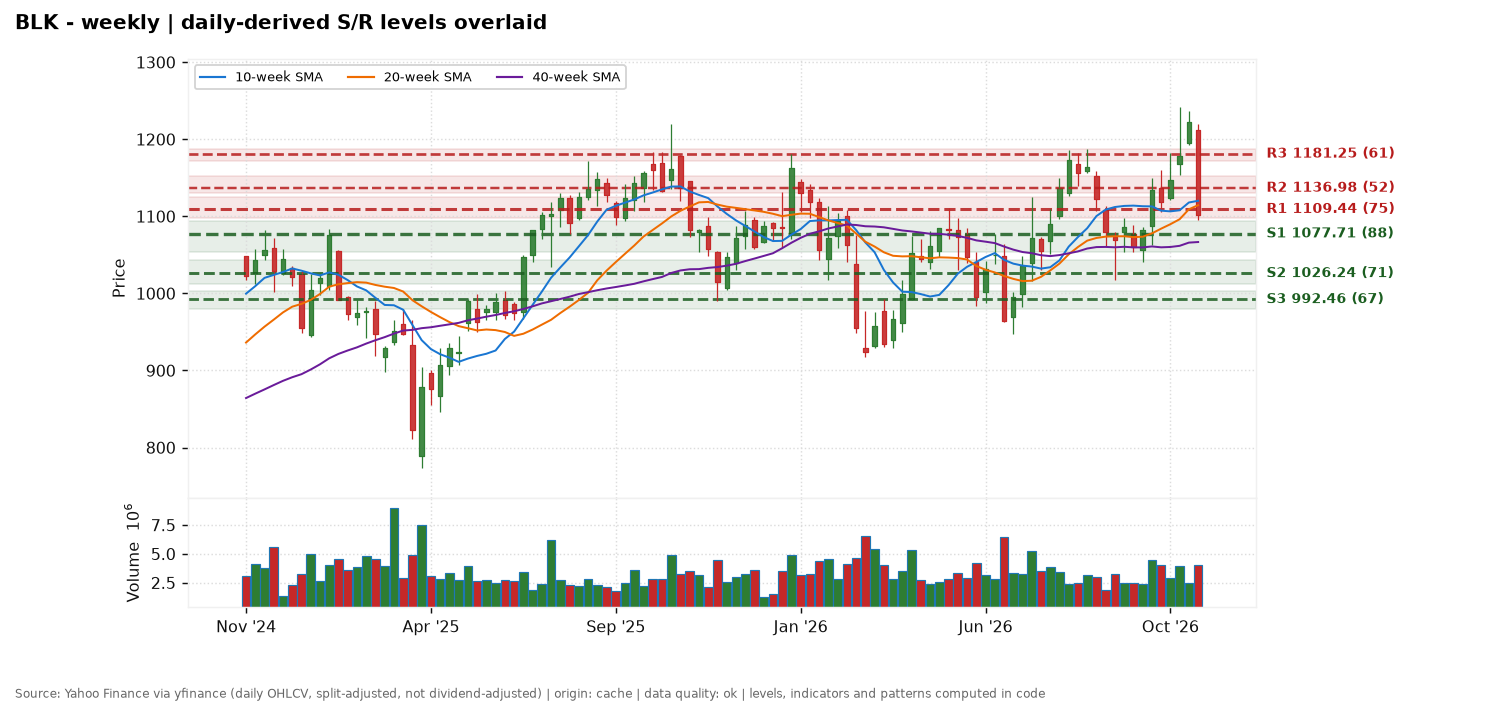 BLK - weekly | daily-derived S/R levels overlaid
10-week SMA
20-week SMA
40-week SMA
Price
1300
1200
1100
1000
900
800
R3 1181.25 (61)
R2 1136.98 (52)
R1 1109.44 (75)
S1 1077.71 (88)
S2 1026.24 (71)
S3 992.46 (67)
Volume 10⁶
7.5
5.0
2.5
Nov '24
Apr '25
Sep '25
Jan '26
Jun '26
Oct '26
Source: Yahoo Finance via yfinance (daily OHLCV, split-adjusted, not dividend-adjusted) | origin: cache | data quality: ok | levels, indicators and patterns computed in code